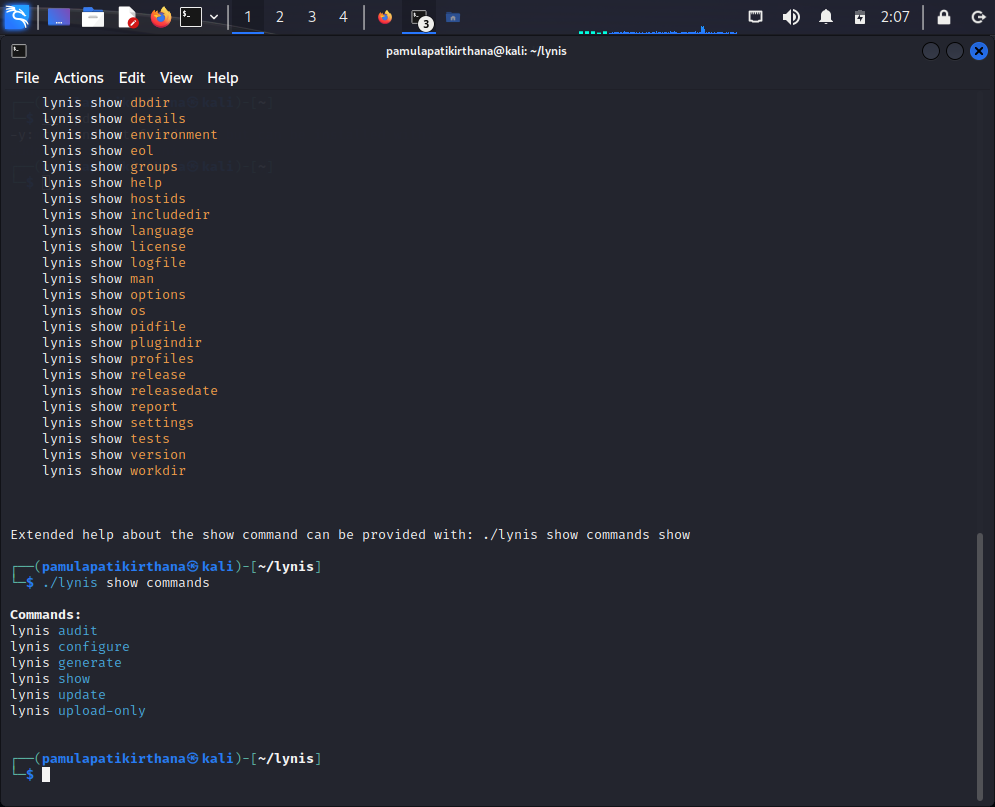 1 2 3 4 3 2:07
pamulapatikirthana@kali: ~/lynis
File Actions Edit View Help
lynis show dbdir
lynis show details
lynis show environment
lynis show eol
lynis show groups
lynis show help
lynis show hostids
lynis show includedir
lynis show language
lynis show license
lynis show logfile
lynis show man
lynis show options
lynis show os
lynis show pidfile
lynis show plugindir
lynis show profiles
lynis show release
lynis show releasedate
lynis show report
lynis show settings
lynis show tests
lynis show version
lynis show workdir
Extended help about the show command can be provided with: ./lynis show commands show
┌──(pamulapatikirthana㉿kali)-[~/lynis]
└─$ ./lynis show commands
Commands:
lynis audit
lynis configure
lynis generate
lynis show
lynis update
lynis upload-only
┌──(pamulapatikirthana㉿kali)-[~/lynis]
└─$